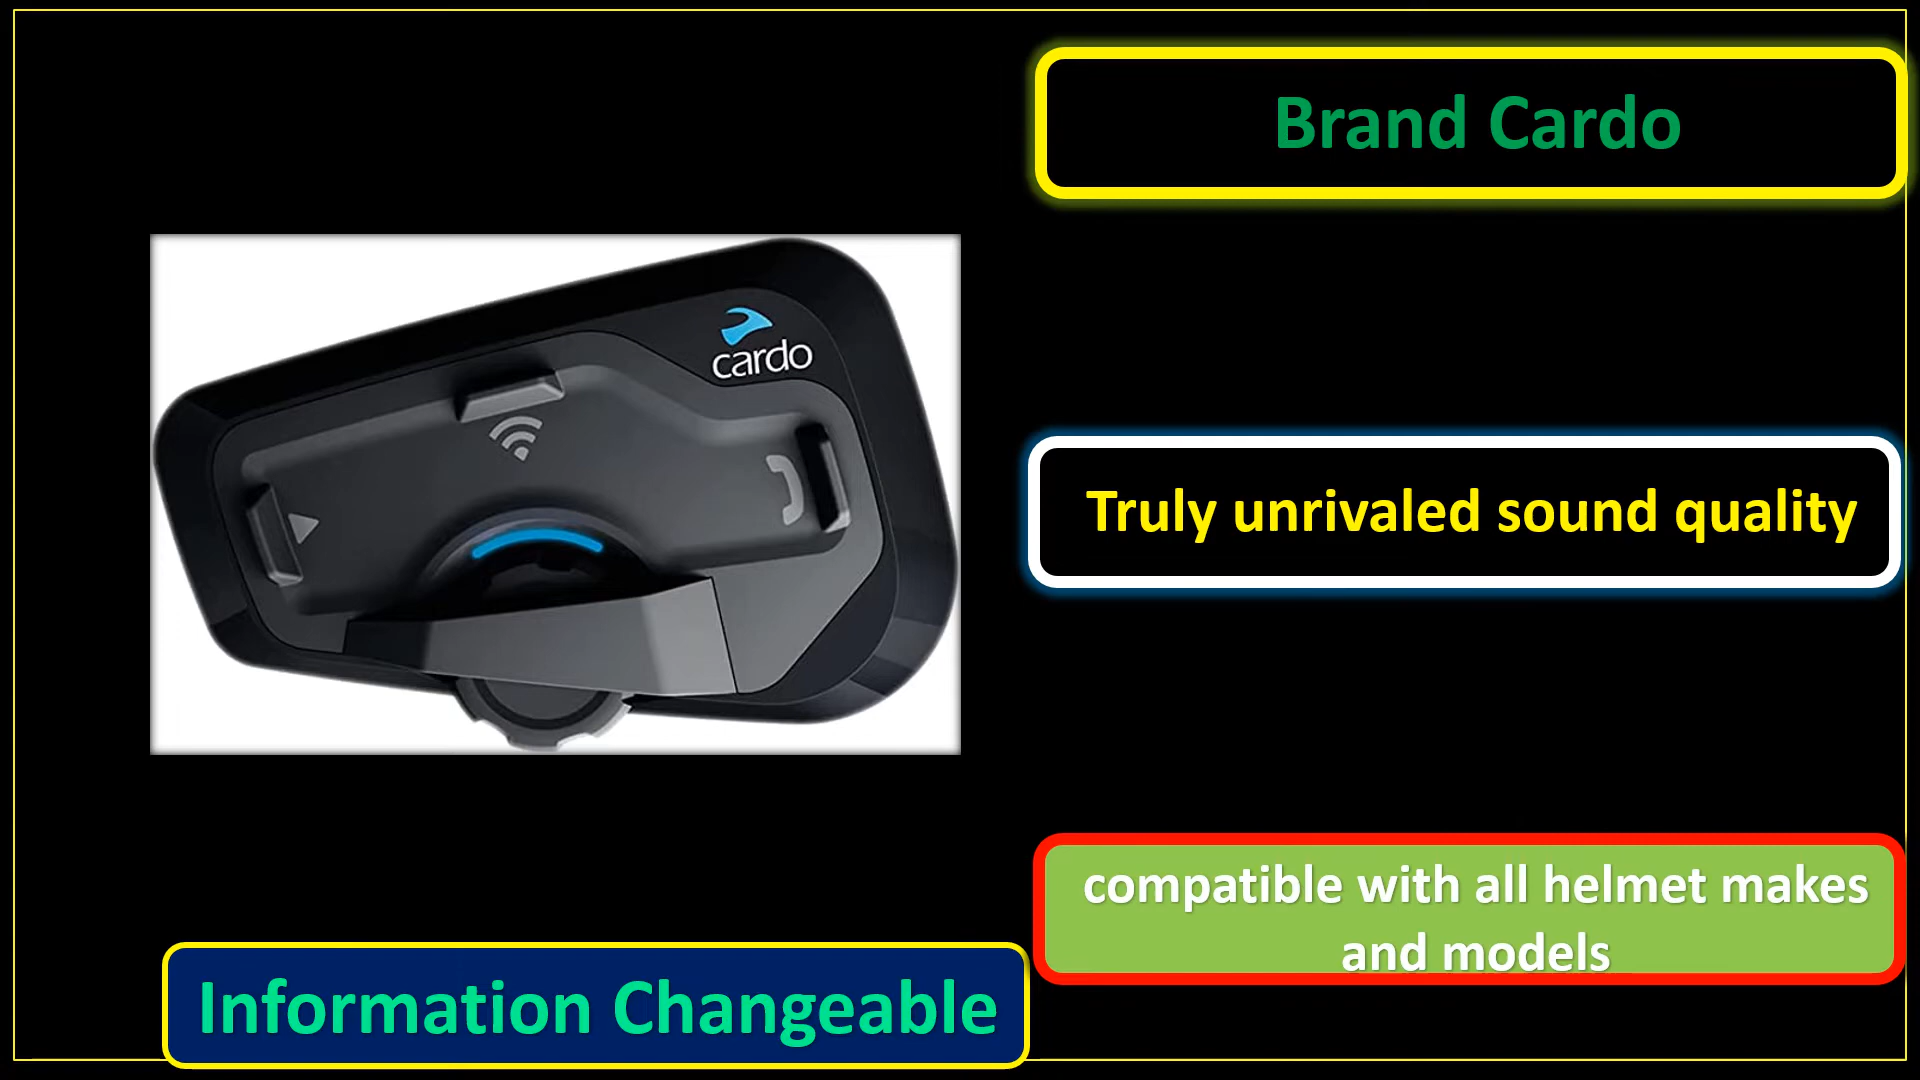 Brand Cardo
cardo
Truly unrivaled sound quality
compatible with all helmet makes
and models
Information Changeable